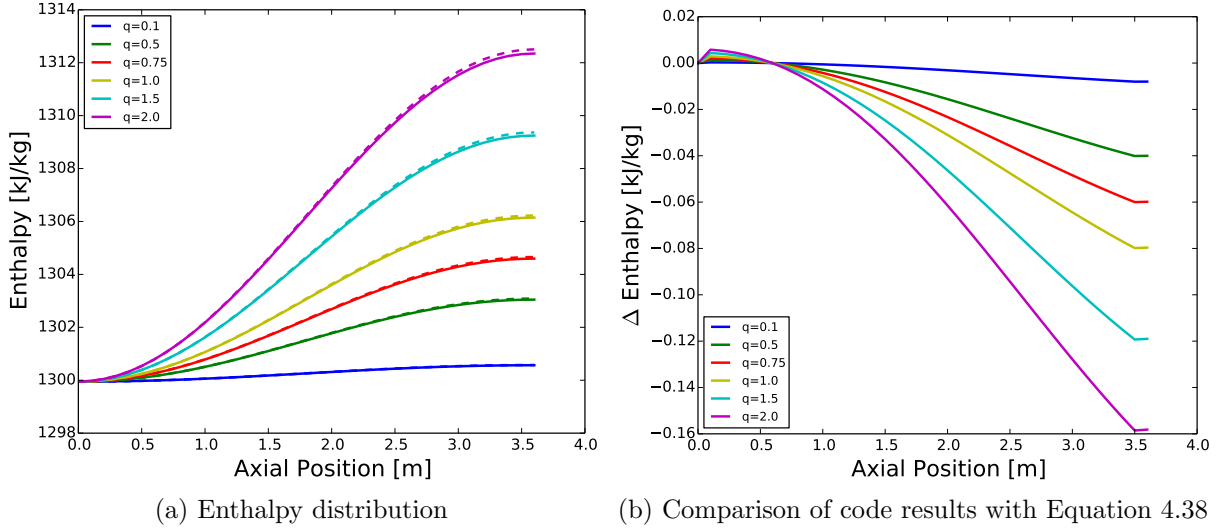 1314
1312
1310
1308
1306
1304
1302
1300
1298
Enthalpy [kJ/kg]
q=0.1
q=0.5
q=0.75
q=1.0
q=1.5
q=2.0
0.0 0.5 1.0 1.5 2.0 2.5 3.0 3.5 4.0
Axial Position [m]
(a) Enthalpy distribution
0.02
0.00
−0.02
−0.04
−0.06
−0.08
−0.10
−0.12
−0.14
−0.16
Δ Enthalpy [kJ/kg]
q=0.1
q=0.5
q=0.75
q=1.0
q=1.5
q=2.0
0.0 0.5 1.0 1.5 2.0 2.5 3.0 3.5 4.0
Axial Position [m]
(b) Comparison of code results with Equation 4.38